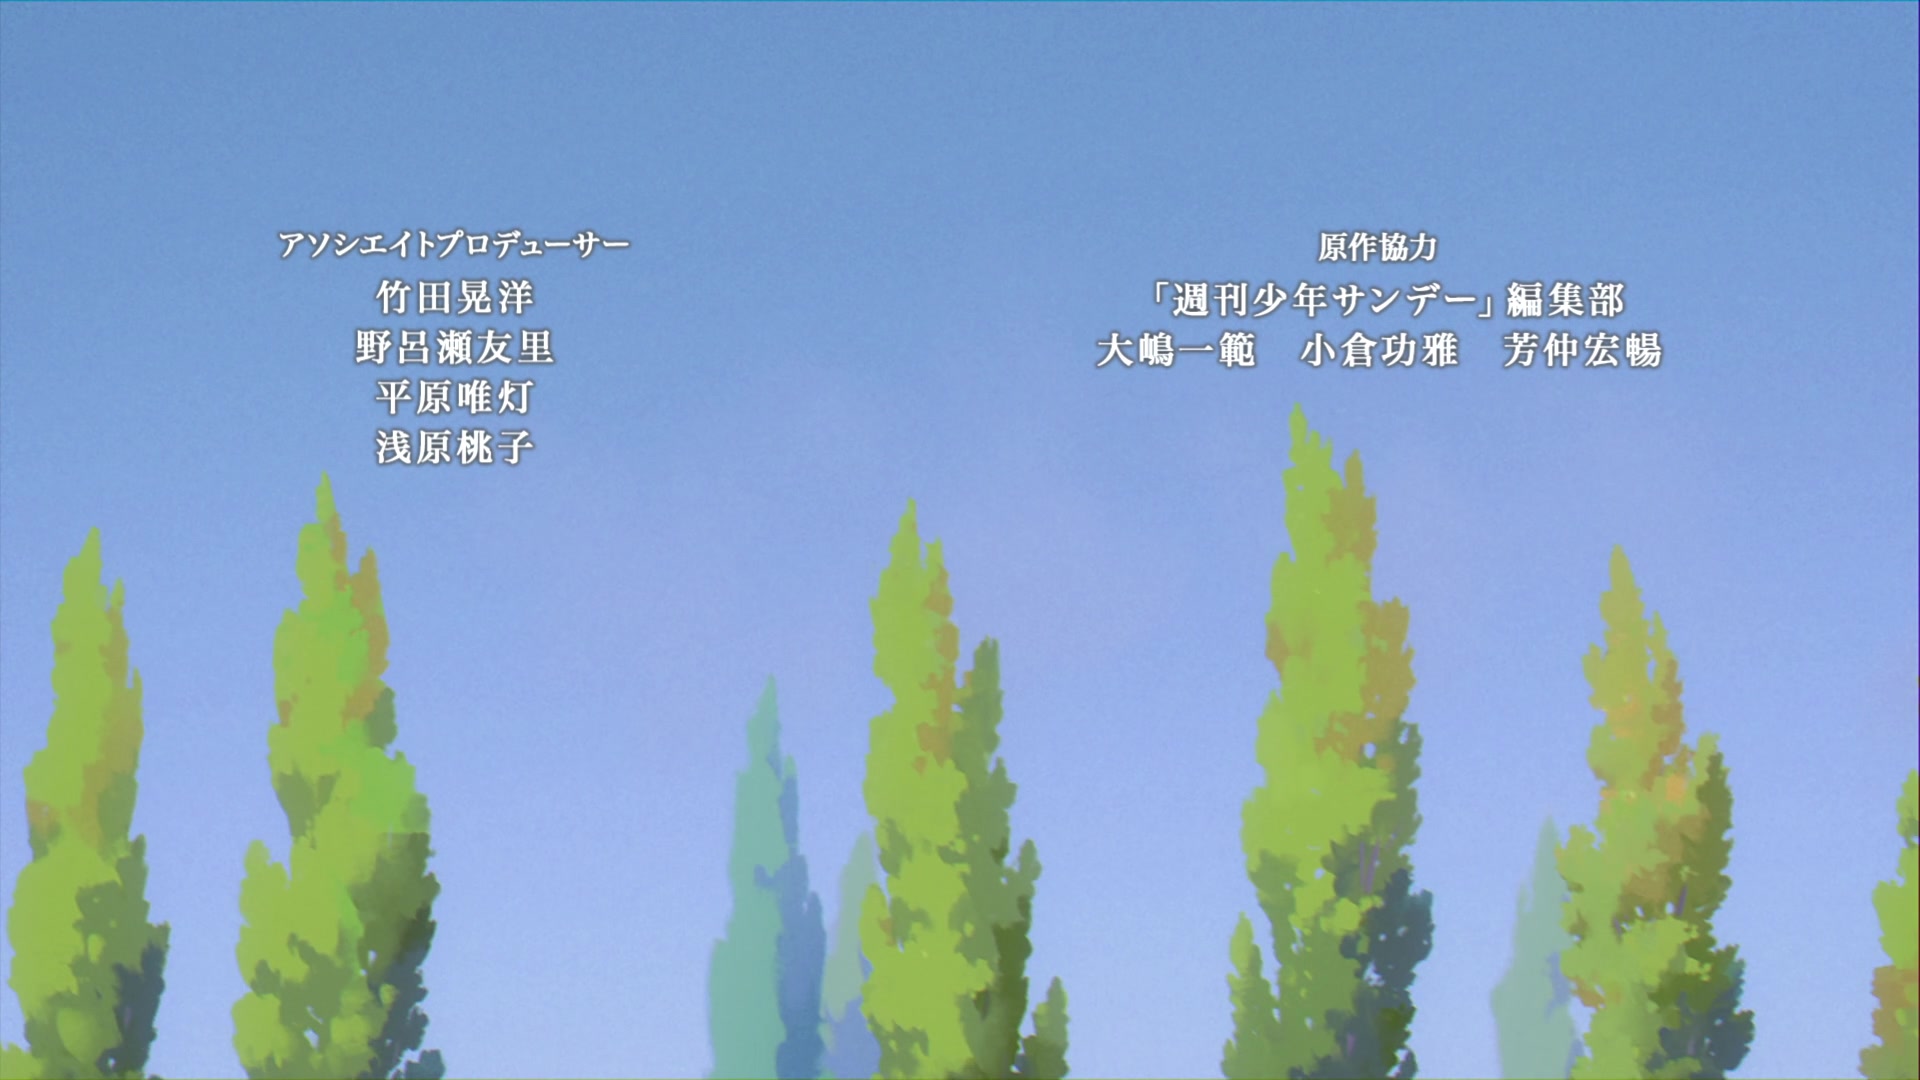 アソシエイトプロデューサー
竹田晃洋
野呂瀬友里
平原唯灯
浅原桃子
原作協力
「週刊少年サンデー」編集部
大嶋一範　小倉功雅　芳仲宏暢